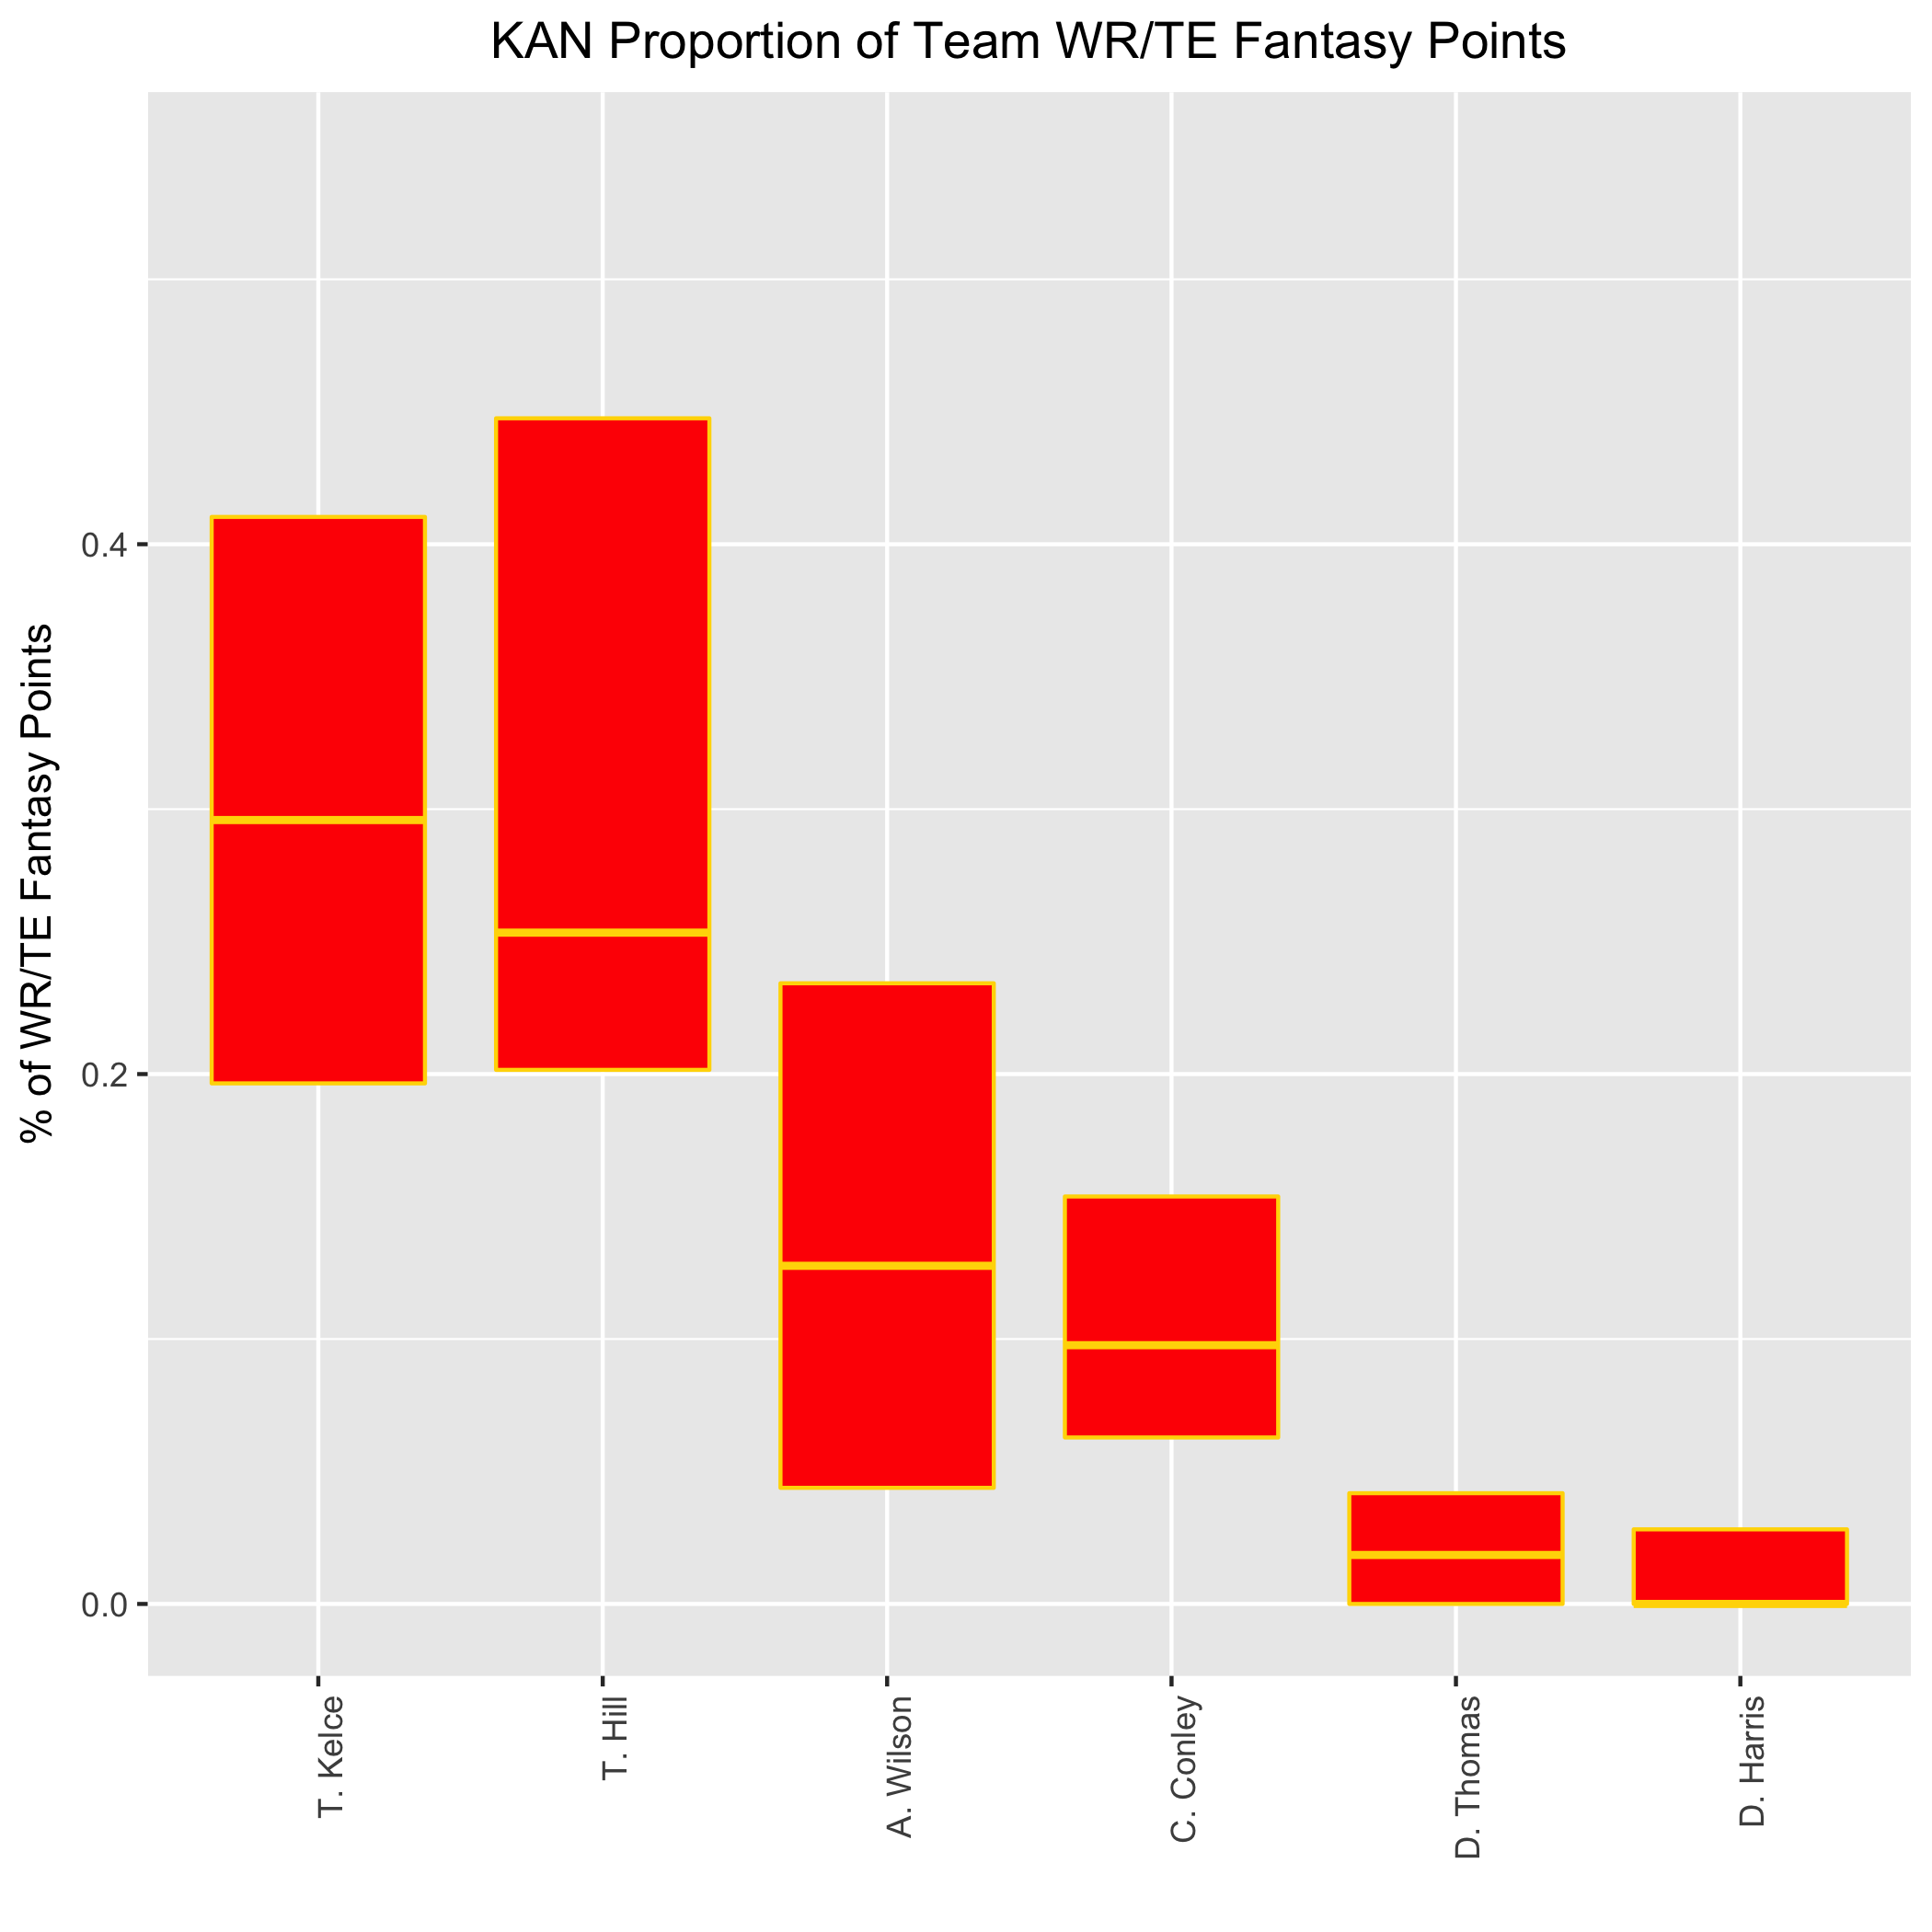 KAN Proportion of Team WR/TE Fantasy Points
% of WR/TE Fantasy Points
0.4
0.2
0.0
T. Kelce
T. Hill
A. Wilson
C. Conley
D. Thomas
D. Harris